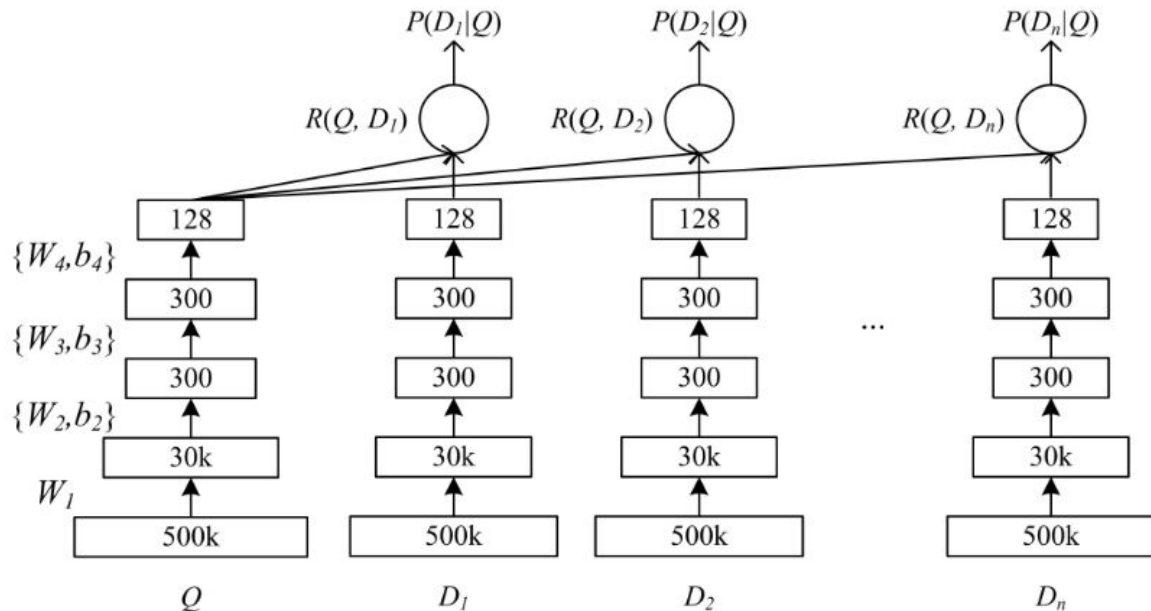 P(D₁|Q) P(D₂|Q) P(Dₙ|Q)
R(Q, D₁) R(Q, D₂) R(Q, Dₙ)
128 128 128 128
{W₄,b₄}
300 300 300 300
{W₃,b₃}
...
300 300 300 300
{W₂,b₂}
30k 30k 30k 30k
W₁
500k 500k 500k 500k
Q D₁ D₂ Dₙ